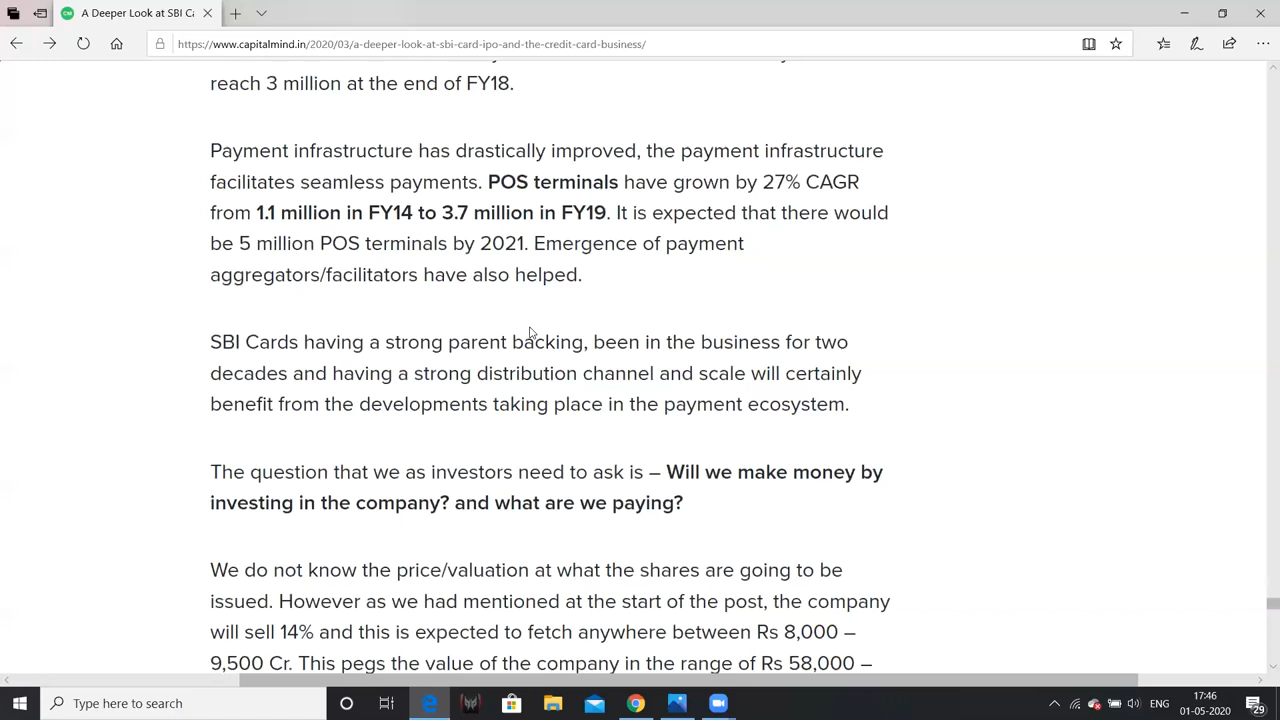 A Deeper Look at SBI Ca
https://www.capitalmind.in/2020/03/a-deeper-look-at-sbi-card-ipo-and-the-credit-card-business/
reach 3 million at the end of FY18.
Payment infrastructure has drastically improved, the payment infrastructure
facilitates seamless payments. POS terminals have grown by 27% CAGR
from 1.1 million in FY14 to 3.7 million in FY19. It is expected that there would
be 5 million POS terminals by 2021. Emergence of payment
aggregators/facilitators have also helped.
SBI Cards having a strong parent backing, been in the business for two
decades and having a strong distribution channel and scale will certainly
benefit from the developments taking place in the payment ecosystem.
The question that we as investors need to ask is – Will we make money by
investing in the company? and what are we paying?
We do not know the price/valuation at what the shares are going to be
issued. However as we had mentioned at the start of the post, the company
will sell 14% and this is expected to fetch anywhere between Rs 8,000 –
9,500 Cr. This pegs the value of the company in the range of Rs 58,000 –
Type here to search
ENG
17:46
01-05-2020
29